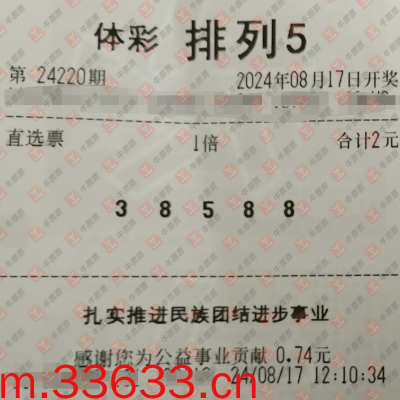 体彩 排列5
第 24220期 2024年08月17日开奖
直选票 1倍 合计2元
3 8 5 8 8
扎实推进民族团结进步事业
感谢您为公益事业贡献 0.74元
24/08/17 12:10:34
m.33633.cn